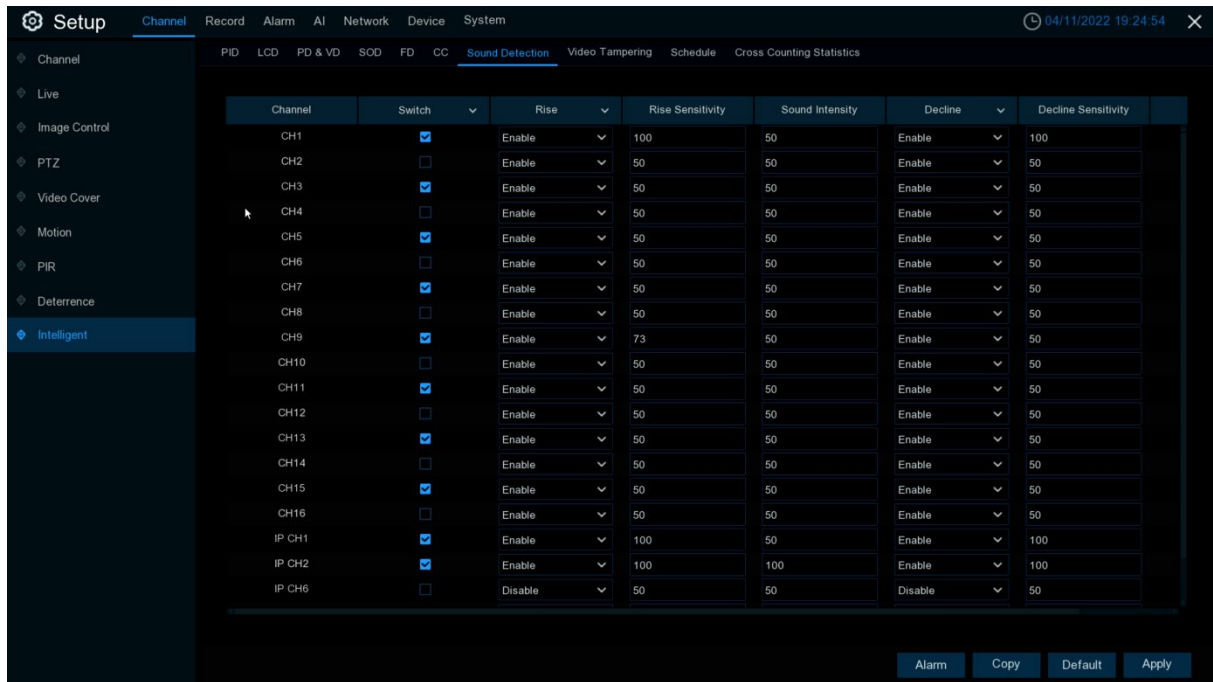 Setup Channel Record Alarm AI Network Device System 04/11/2022 19:24:54
PID LCD PD & VD SOD FD CC Sound Detection Video Tampering Schedule Cross Counting Statistics
Channel
Live
Image Control
PTZ
Video Cover
Motion
PIR
Deterrence
Intelligent
Channel Switch Rise Rise Sensitivity Sound Intensity Decline Decline Sensitivity
CH1 Enable 100 50 Enable 100
CH2 Enable 50 50 Enable 50
CH3 Enable 50 50 Enable 50
CH4 Enable 50 50 Enable 50
CH5 Enable 50 50 Enable 50
CH6 Enable 50 50 Enable 50
CH7 Enable 50 50 Enable 50
CH8 Enable 50 50 Enable 50
CH9 Enable 73 50 Enable 50
CH10 Enable 50 50 Enable 50
CH11 Enable 50 50 Enable 50
CH12 Enable 50 50 Enable 50
CH13 Enable 50 50 Enable 50
CH14 Enable 50 50 Enable 50
CH15 Enable 50 50 Enable 50
CH16 Enable 50 50 Enable 50
IP CH1 Enable 100 50 Enable 100
IP CH2 Enable 100 100 Enable 100
IP CH6 Disable 50 50 Disable 50
Alarm Copy Default Apply